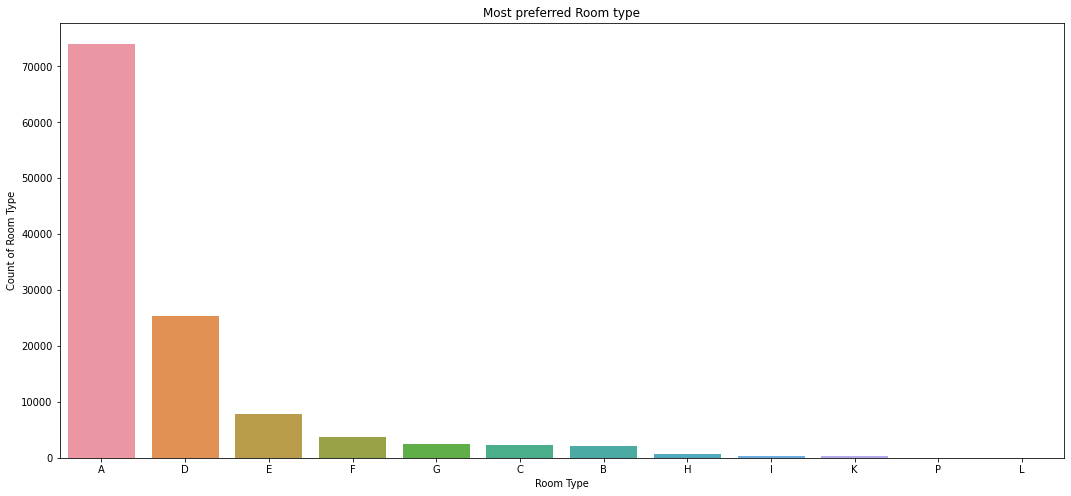 Most preferred Room type
Count of Room Type
70000
60000
50000
40000
30000
20000
10000
0
A D E F G C B H I K P L
Room Type